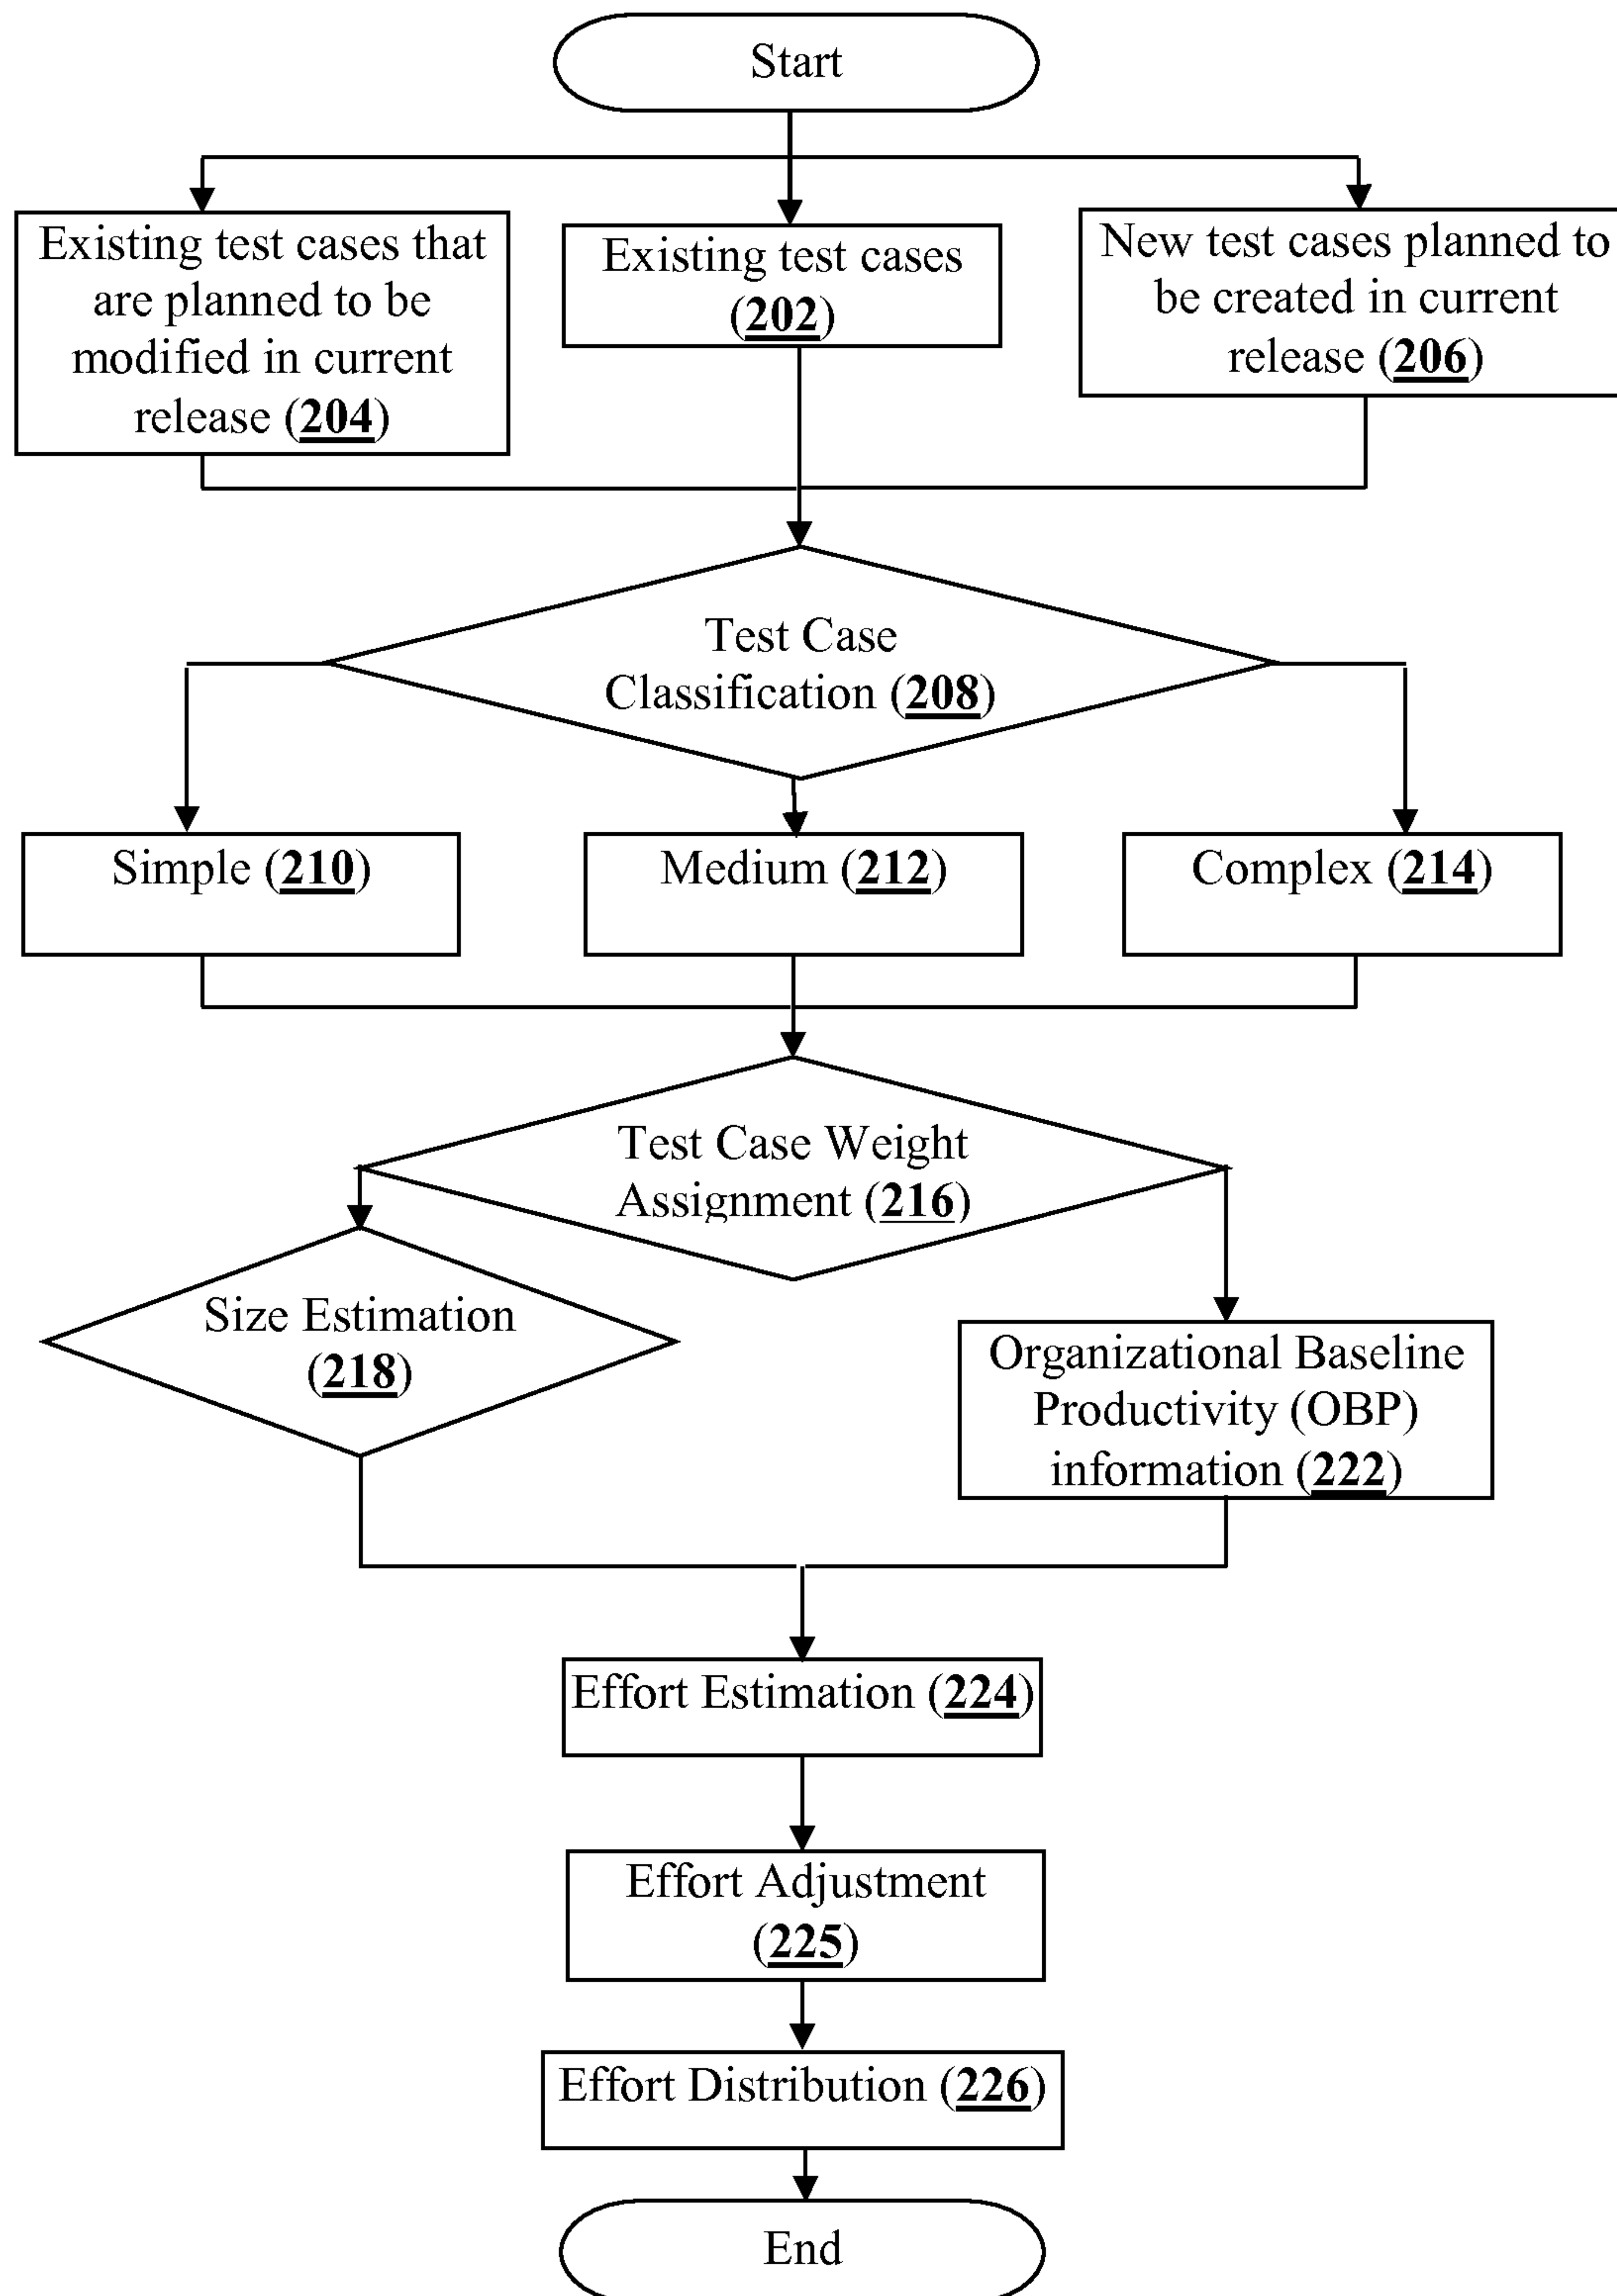 Start
Existing test cases that
are planned to be
modified in current
release (204)
Existing test cases
(202)
New test cases planned to
be created in current
release (206)
Test Case
Classification (208)
Simple (210)
Medium (212)
Complex (214)
Test Case Weight
Assignment (216)
Size Estimation
(218)
Organizational Baseline
Productivity (OBP)
information (222)
Effort Estimation (224)
Effort Adjustment
(225)
Effort Distribution (226)
End